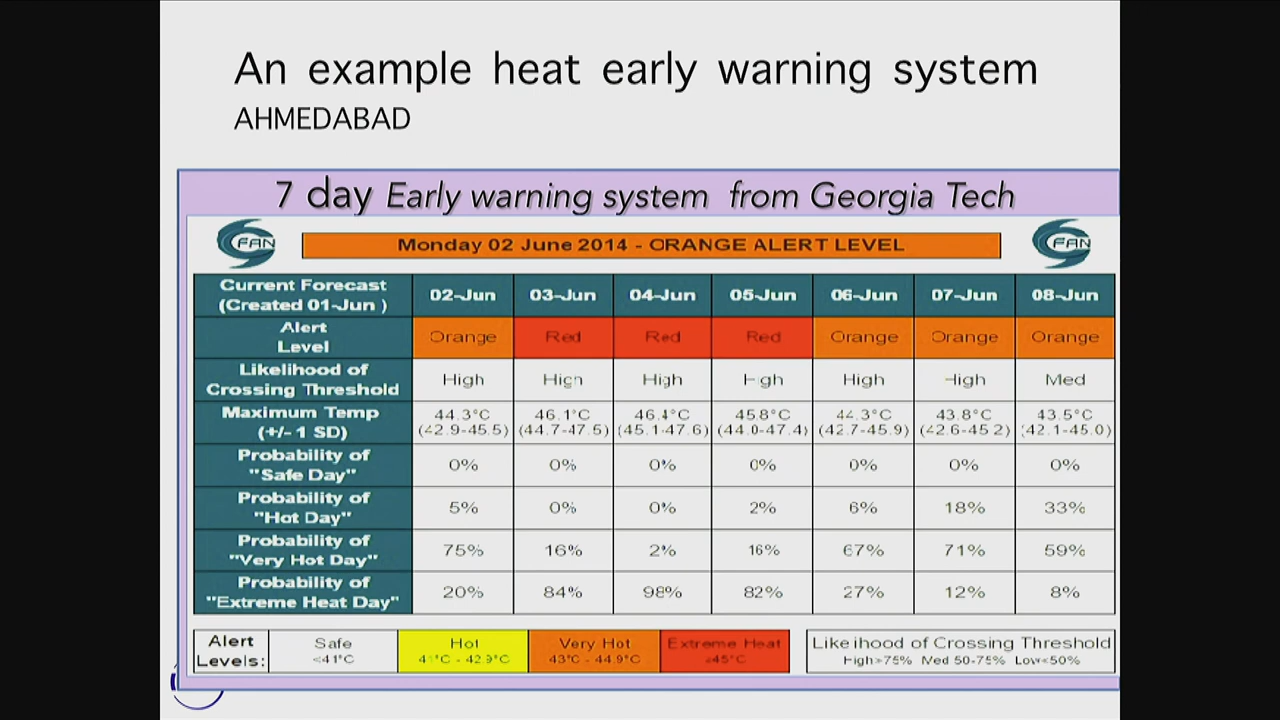 An example heat early warning system
AHMEDABAD
7 day Early warning system from Georgia Tech
FAN
Monday 02 June 2014 - ORANGE ALERT LEVEL
FAN
Current Forecast (Created 01-Jun ) 02-Jun 03-Jun 04-Jun 05-Jun 06-Jun 07-Jun 08-Jun
Alert Level Orange Red Red Red Orange Orange Orange
Likelihood of Crossing Threshold High High High High High High Med
Maximum Temp (+/- 1 SD) 44.3°C (42.9-45.5) 46.1°C (44.7-47.5) 46.4°C (45.1-47.6) 45.8°C (44.0-47.4) 44.3°C (42.7-45.9) 43.8°C (42.6-45.2) 43.5°C (42.1-45.0)
Probability of "Safe Day" 0% 0% 0% 0% 0% 0% 0%
Probability of "Hot Day" 5% 0% 0% 2% 6% 18% 33%
Probability of "Very Hot Day" 75% 16% 2% 16% 67% 71% 59%
Probability of "Extreme Heat Day" 20% 84% 98% 82% 27% 12% 8%
Alert Levels: Safe <41°C Hot 41°C - 42.9°C Very Hot 43°C - 44.9°C Extreme Heat ≥45°C
Likelihood of Crossing Threshold
High>75% Med 50-75% Low<50%